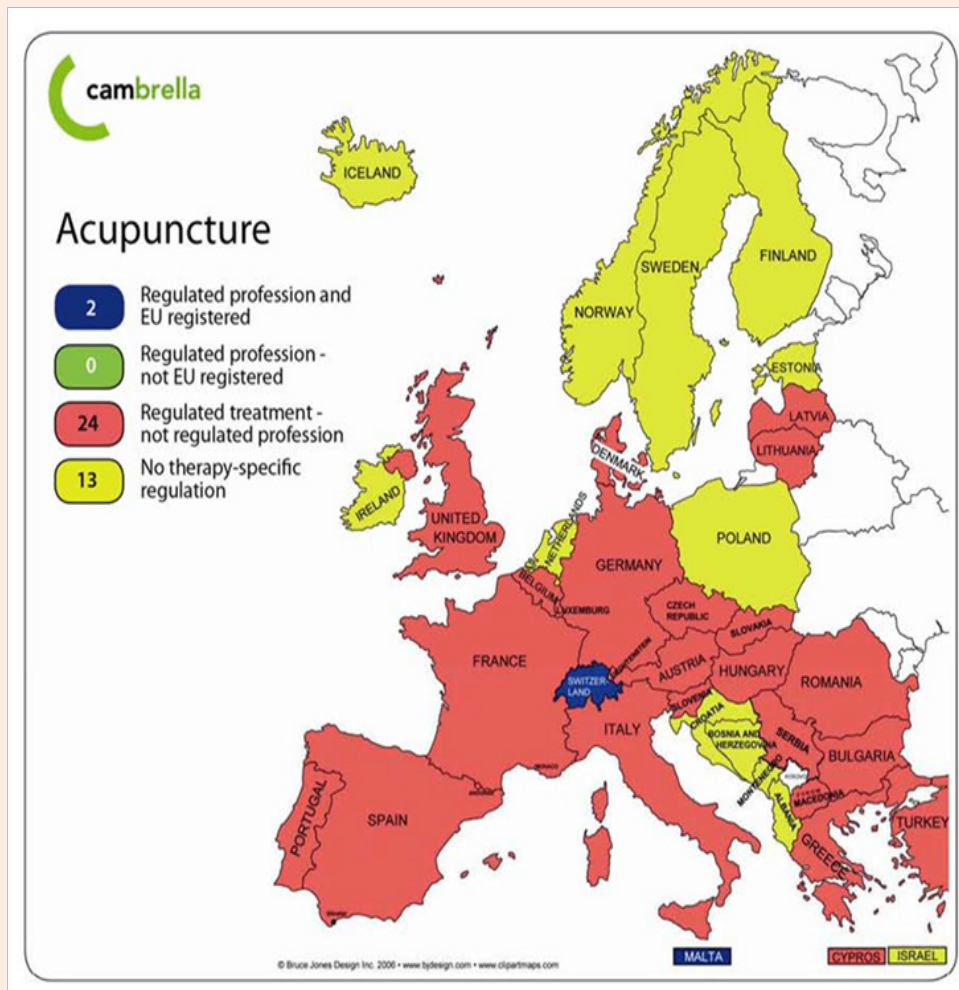 cambrella
Acupuncture
2
Regulated profession and
EU registered
0
Regulated profession -
not EU registered
24
Regulated treatment -
not regulated profession
13
No therapy-specific
regulation
ICELAND
NORWAY
SWEDEN
FINLAND
ESTONIA
LATVIA
LITHUANIA
DENMARK
IRELAND
UNITED
KINGDOM
NETHERLANDS
BELGIUM
LUXEMBURG
GERMANY
POLAND
CZECH
REPUBLIC
SLOVAKIA
FRANCE
SWITZER-
LAND
AUSTRIA
HUNGARY
ROMANIA
SLOVENIA
CROATIA
ITALY
BOSNIA AND
HERZEGOVINA
SERBIA
BULGARIA
MONTENEGRO
KOSOVO
MACEDONIA
ALBANIA
MONACO
PORTUGAL
SPAIN
GREECE
TURKEY
© Bruce Jones Design Inc. 2006 • www.bjdesign.com • www.clipartmaps.com
MALTA
CYPROS
ISRAEL